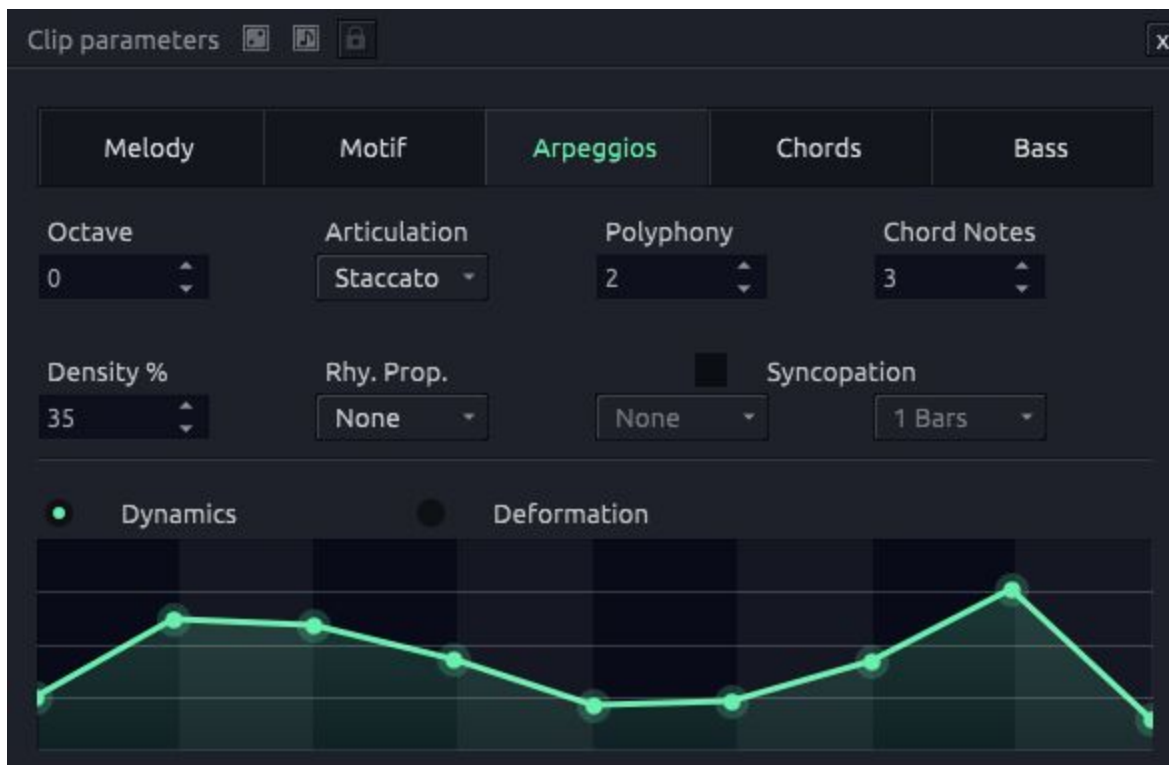 Clip parameters x
Melody Motif Arpeggios Chords Bass
Octave Articulation Polyphony Chord Notes
0 Staccato 2 3
Density % Rhy. Prop. Syncopation
35 None None 1 Bars
Dynamics Deformation